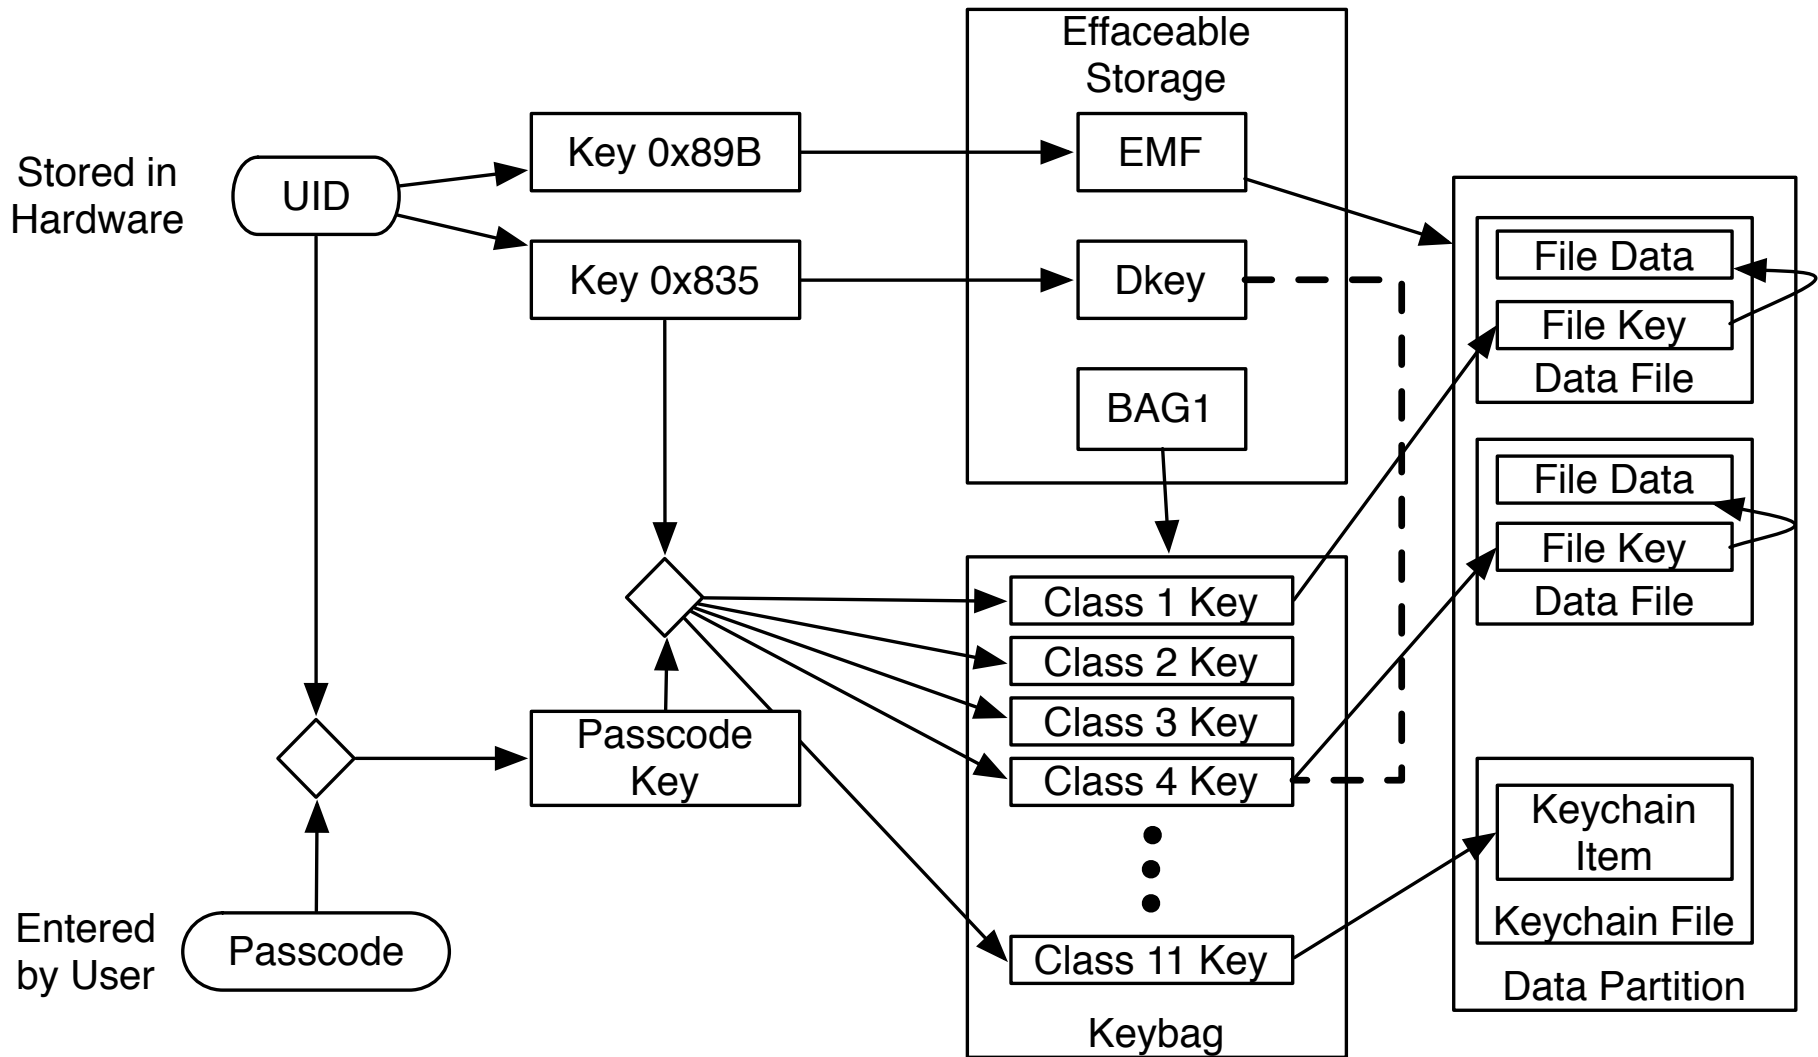 Effaceable
Storage
Stored in
Hardware
UID
Key 0x89B
EMF
Key 0x835
Dkey
BAG1
File Data
File Key
Data File
File Data
File Key
Data File
Class 1 Key
Class 2 Key
Class 3 Key
Class 4 Key
Passcode
Key
Keychain
Item
Keychain File
Entered
by User
Passcode
Class 11 Key
Data Partition
Keybag